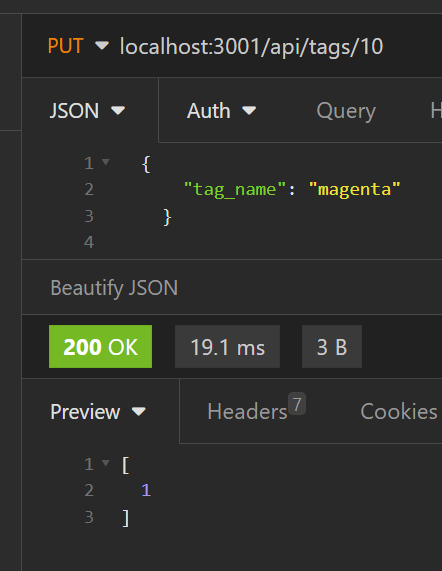 PUT localhost:3001/api/tags/10
JSON Auth Query H
1 {
2 "tag_name": "magenta"
3 }
4
Beautify JSON
200 OK 19.1 ms 3 B
Preview Headers 7 Cookies
1 [
2 1
3 ]